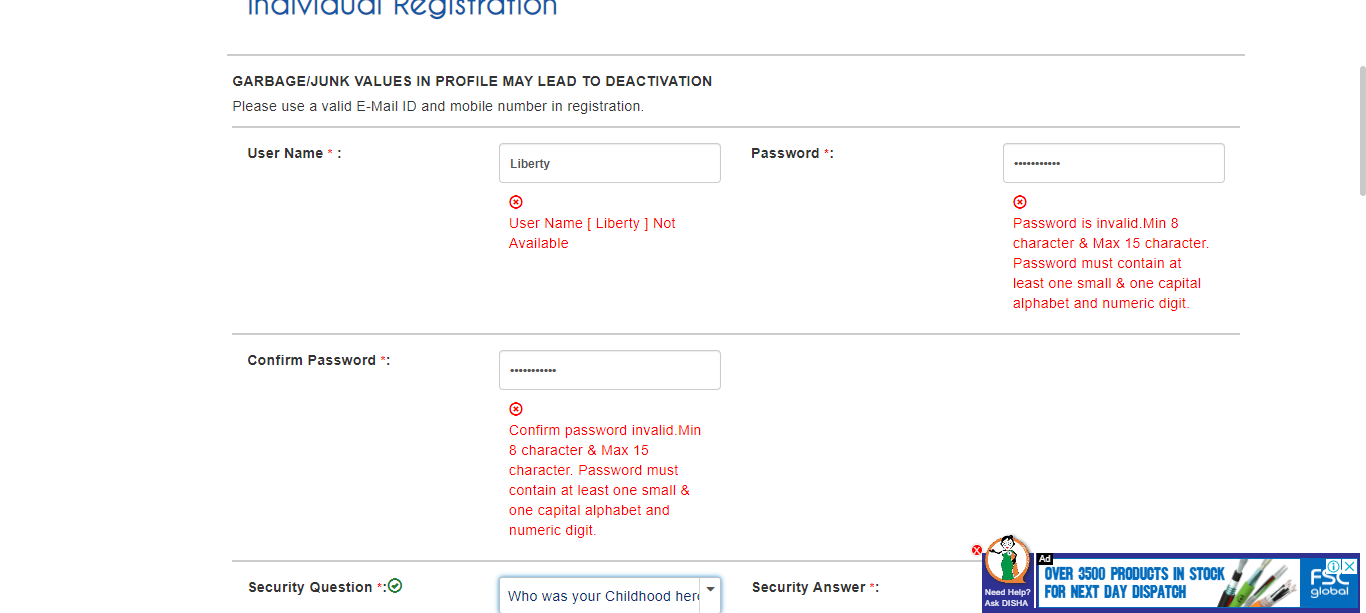 Individual Registration
GARBAGE/JUNK VALUES IN PROFILE MAY LEAD TO DEACTIVATION
Please use a valid E-Mail ID and mobile number in registration.
User Name * :
Liberty
User Name [ Liberty ] Not
Available
Password *:
•••••••••••
Password is invalid.Min 8
character & Max 15 character.
Password must contain at
least one small & one capital
alphabet and numeric digit.
Confirm Password *:
•••••••••••
Confirm password invalid.Min
8 character & Max 15
character. Password must
contain at least one small &
one capital alphabet and
numeric digit.
Security Question *:
Who was your Childhood hero
Security Answer *:
Need Help?
Ask DISHA
Ad
OVER 3500 PRODUCTS IN STOCK
FOR NEXT DAY DISPATCH
FSC
global